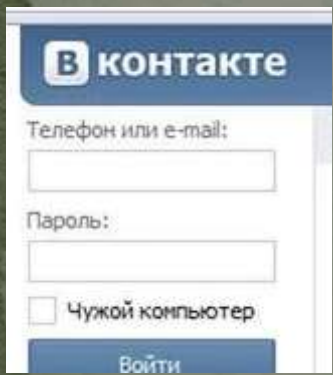 В контакте
Телефон или e-mail:
Пароль:
Чужой компьютер
Войти